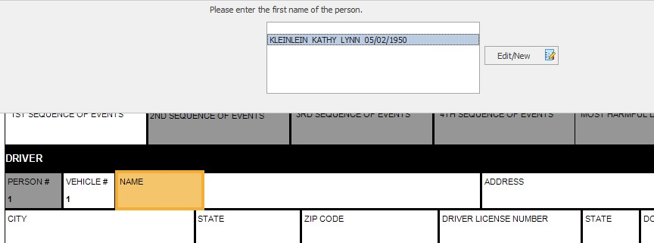 Please enter the first name of the person.
KLEINLEIN KATHY LYNN 05/02/1950
Edit/New
1ST SEQUENCE OF EVENTS 2ND SEQUENCE OF EVENTS 3RD SEQUENCE OF EVENTS 4TH SEQUENCE OF EVENTS MOST HARMFUL
DRIVER
PERSON # VEHICLE # NAME ADDRESS
1 1
CITY STATE ZIP CODE DRIVER LICENSE NUMBER STATE